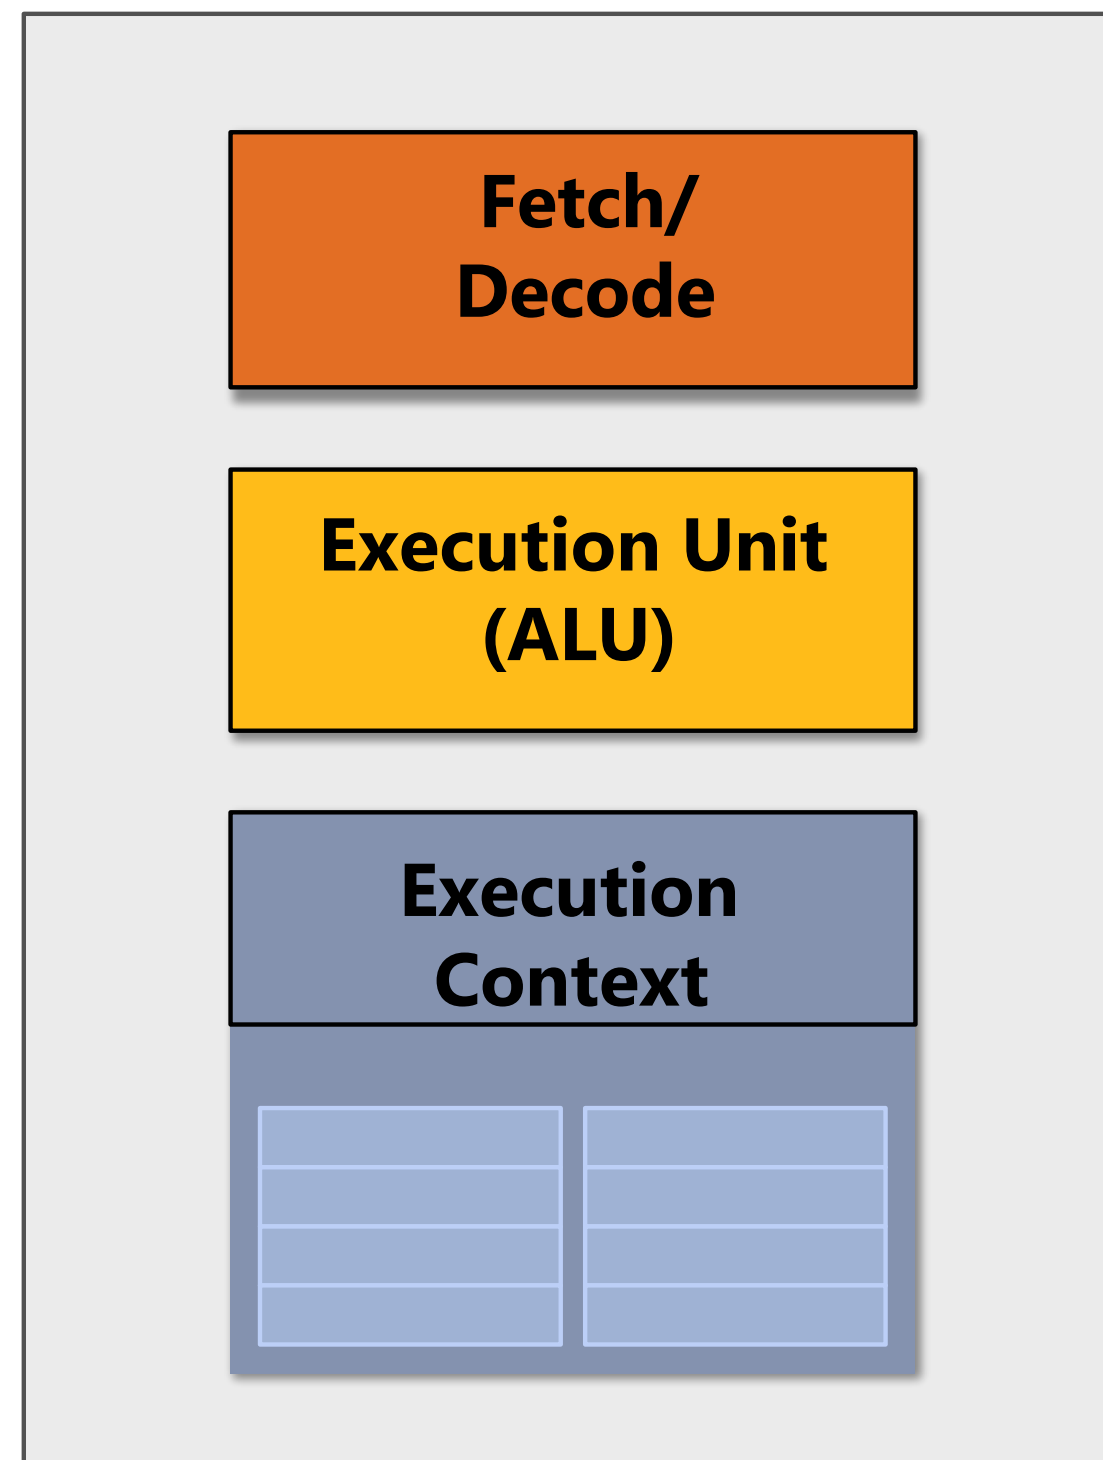 Fetch/
Decode
Execution Unit
(ALU)
Execution
Context